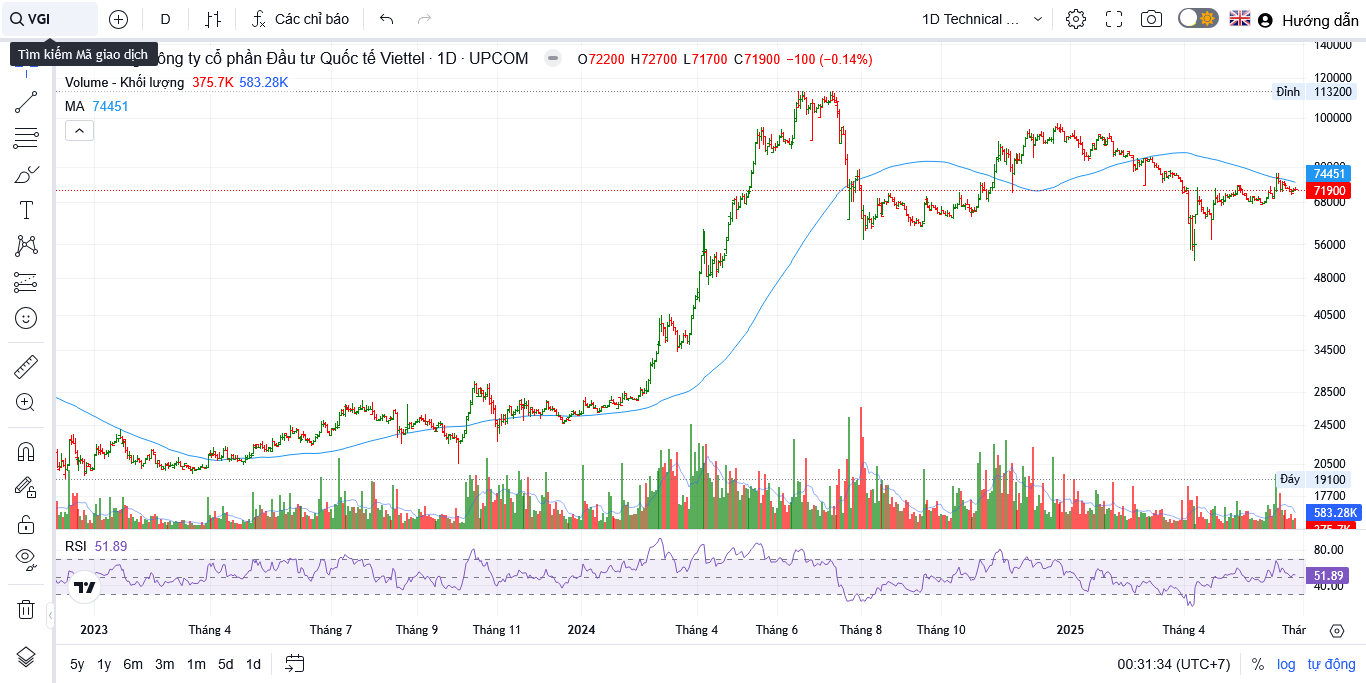 VGI
D
Các chỉ báo
1D Technical ...
Hướng dẫn
Tìm kiếm Mã giao dịch
ông ty cổ phần Đầu tư Quốc tế Viettel · 1D · UPCOM
O72200 H72700 L71700 C71900 −100 (−0.14%)
Volume - Khối lượng 375.7K 583.28K
MA 74451
140000
120000
Đỉnh 113200
100000
74451
71900
68000
56000
48000
40500
34500
28500
24500
20500
Đáy 19100
17700
583.28K
375.7K
RSI 51.89
80.00
51.89
40.00
2023 Tháng 4 Tháng 7 Tháng 9 Tháng 11 2024 Tháng 4 Tháng 6 Tháng 8 Tháng 10 2025 Tháng 4 Thár
5y 1y 6m 3m 1m 5d 1d
00:31:34 (UTC+7) % log tự động